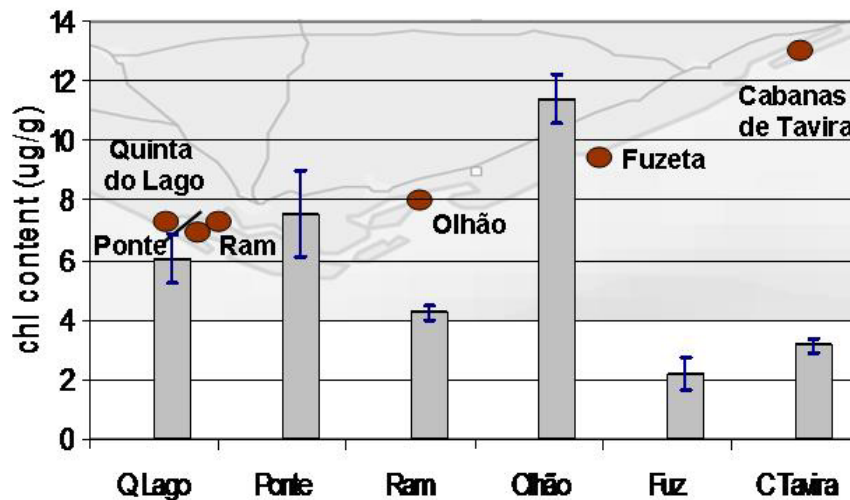 chl content (ug/g)
14
12
10
8
6
4
2
0
Quinta
do Lago
Ponte
Ram
Olhão
Fuzeta
Cabanas
de Tavira
Q Lago
Ponte
Ram
Olhão
Fuz
C Tavira